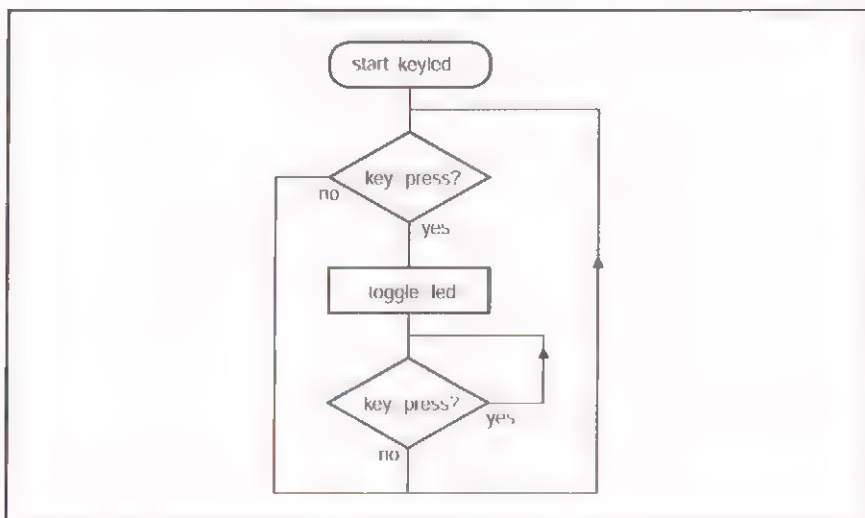 start keyled
key press?
no
yes
toggle led
key press?
yes
no